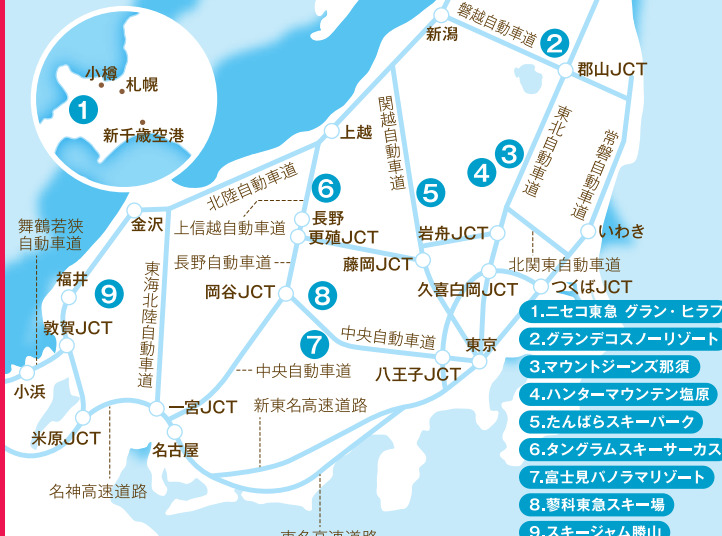 新潟
磐越自動車道
2
郡山JCT
小樽
札幌
1
新千歳空港
上越
関越自動車道
東北自動車道
常磐自動車道
3
4
5
6
北陸自動車道
金沢
上信越自動車道
長野
更殖JCT
岩舟JCT
いわき
舞鶴若狭
自動車道
長野自動車道
藤岡JCT
北関東自動車道
福井
9
東海北陸自動車道
岡谷JCT
8
久喜白岡JCT
つくばJCT
敦賀JCT
7
中央自動車道
東京
小浜
中央自動車道
八王子JCT
一宮JCT
新東名高速道路
米原JCT
名古屋
名神高速道路
1.ニセコ東急 グラン・ヒラフ
2.グランデコスノーリゾート
3.マウントジーンズ那須
4.ハンターマウンテン塩原
5.たんばらスキーパーク
6.タングラムスキーサーカス
7.富士見パノラマリゾート
8.蓼科東急スキー場
9.スキージャム勝山
東名高速道路